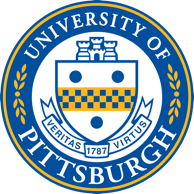 UNIVERSITY OF
PITTSBURGH
VERITAS 1787 VIRTUS